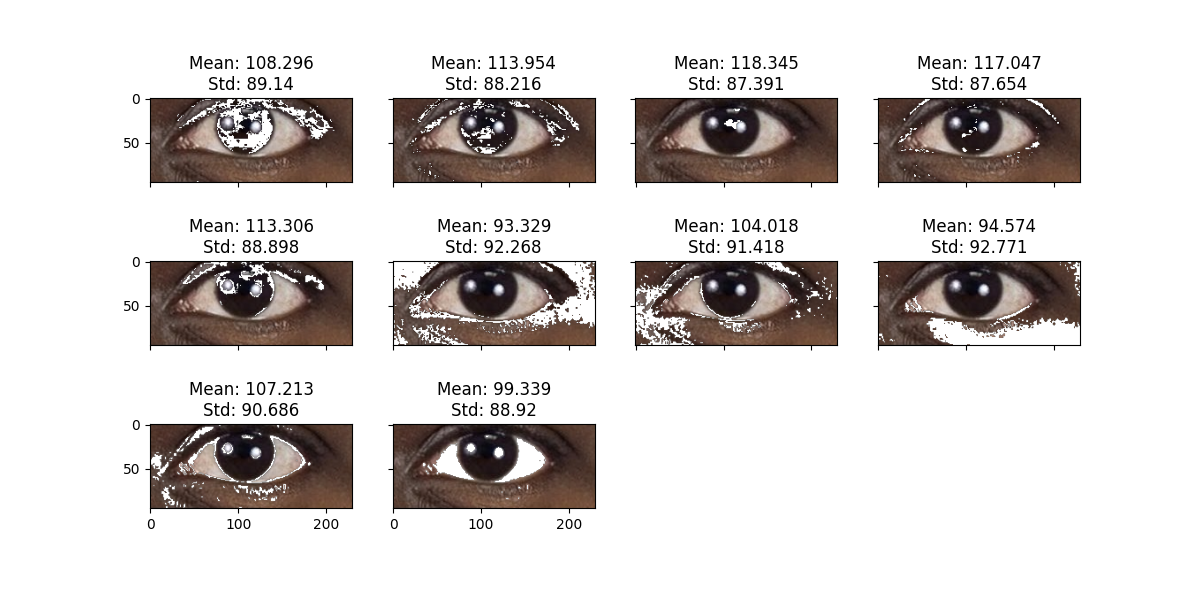 Mean: 108.296
Std: 89.14
Mean: 113.954
Std: 88.216
Mean: 118.345
Std: 87.391
Mean: 117.047
Std: 87.654
0
50
Mean: 113.306
Std: 88.898
Mean: 93.329
Std: 92.268
Mean: 104.018
Std: 91.418
Mean: 94.574
Std: 92.771
0
50
Mean: 107.213
Std: 90.686
Mean: 99.339
Std: 88.92
0
50
0 100 200
0 100 200